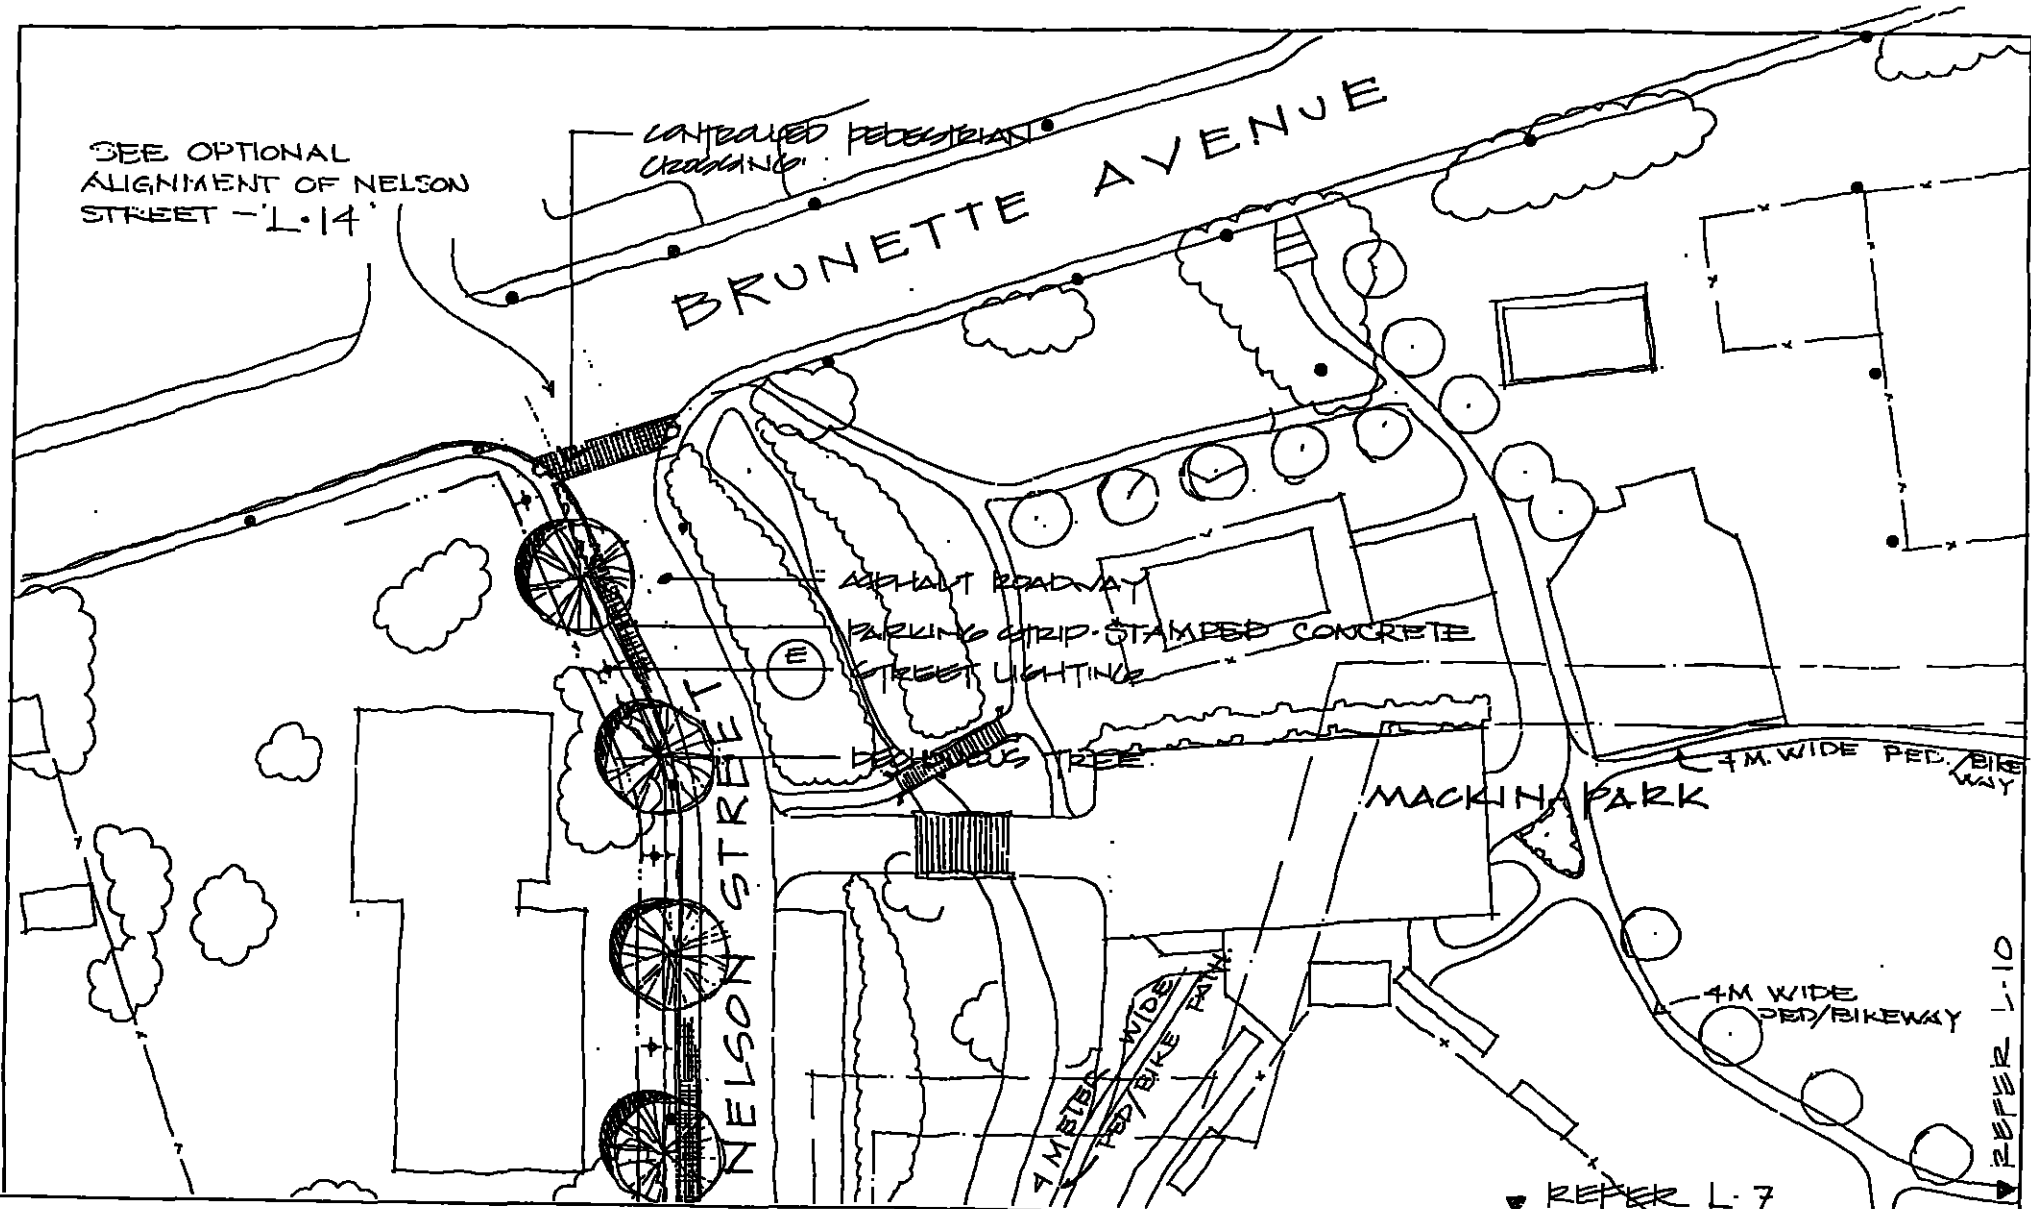 SEE OPTIONAL
ALIGNMENT OF NELSON
STREET - 'L·14'
CONTROLLED PEDESTRIAN
CROSSING
BRUNETTE AVENUE
ASPHALT ROADWAY
PARKING STRIP·STAMPED CONCRETE
STREET LIGHTING
E
DECIDUOUS TREE
NELSON STREET
4 M. WIDE PED./BIKE
WAY
MACKIN PARK
4M WIDE
PED/BIKEWAY
4 METER WIDE
PED/BIKE PATH
REFER L-10
REFER L-7